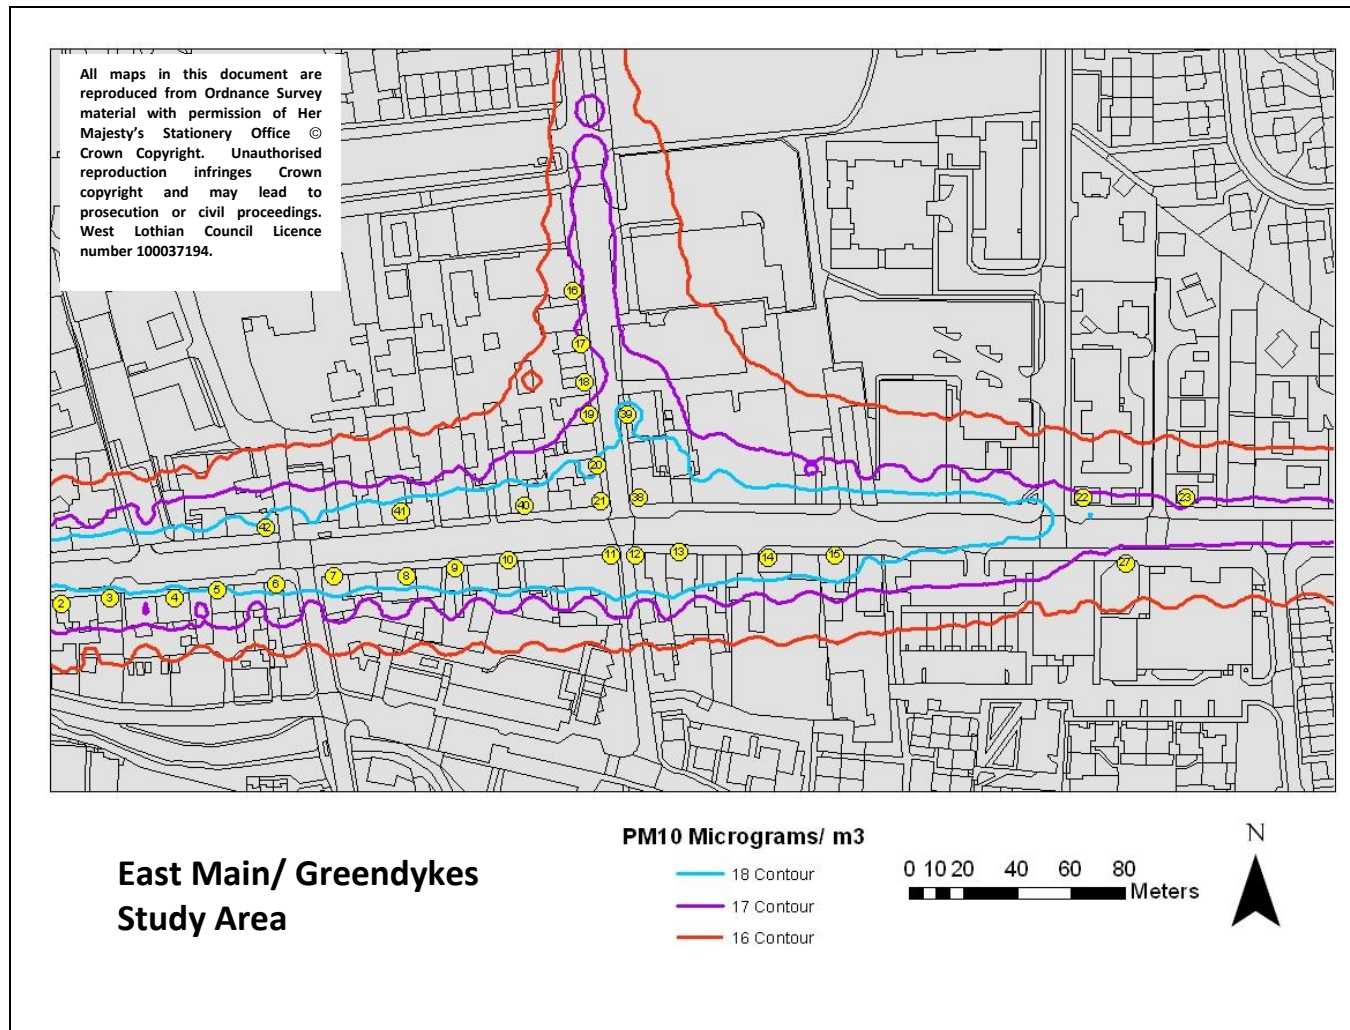 All maps in this document are
reproduced from Ordnance Survey
material with permission of Her
Majesty's Stationery Office ©
Crown Copyright. Unauthorised
reproduction infringes Crown
copyright and may lead to
prosecution or civil proceedings.
West Lothian Council Licence
number 100037194.
16
17
18
19
39
20
21
38
40
41
42
22
23
2
3
4
5
6
7
8
9
10
11
12
13
14
15
27
East Main/ Greendykes
Study Area
PM10 Micrograms/ m3
18 Contour
17 Contour
16 Contour
0 10 20 40 60 80
Meters
N